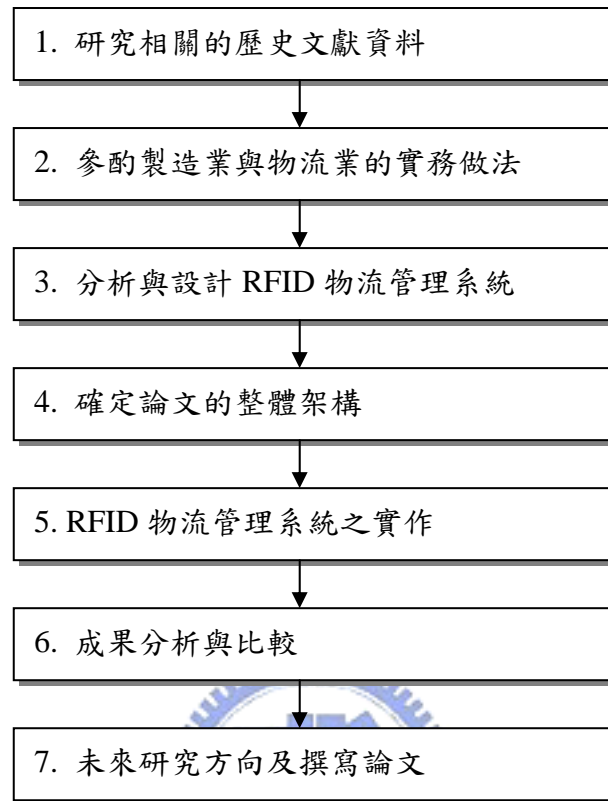 1. 研究相關的歷史文獻資料
2. 參酌製造業與物流業的實務做法
3. 分析與設計 RFID 物流管理系統
4. 確定論文的整體架構
5. RFID 物流管理系統之實作
6. 成果分析與比較
7. 未來研究方向及撰寫論文